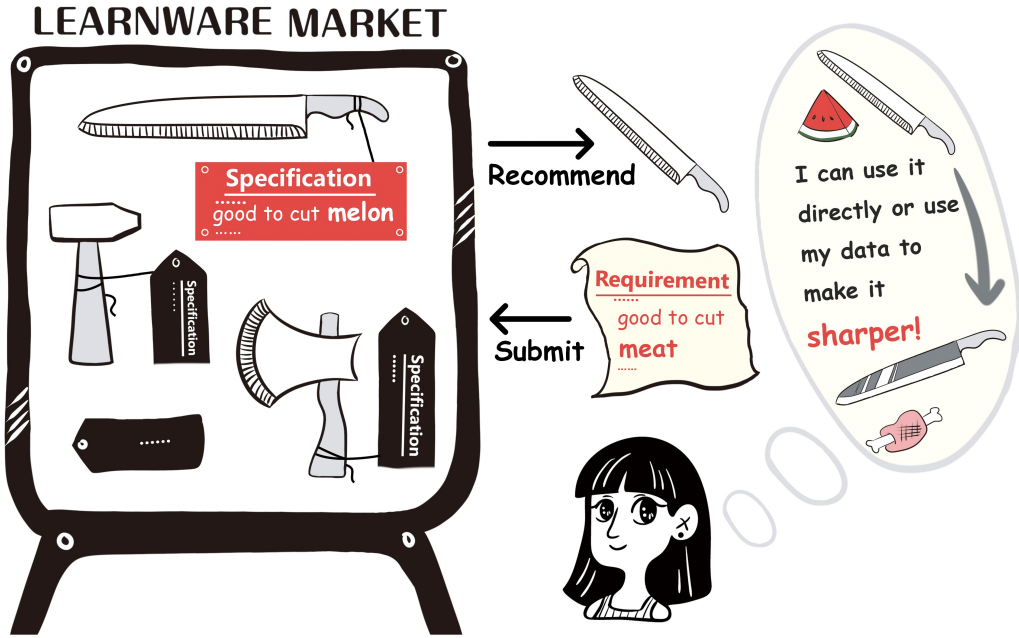 LEARNWARE MARKET
Specification
......
good to cut melon
......
Specification
......
Specification
......
......
Recommend
Requirement
......
good to cut
meat
......
Submit
I can use it
directly or use
my data to
make it
sharper!